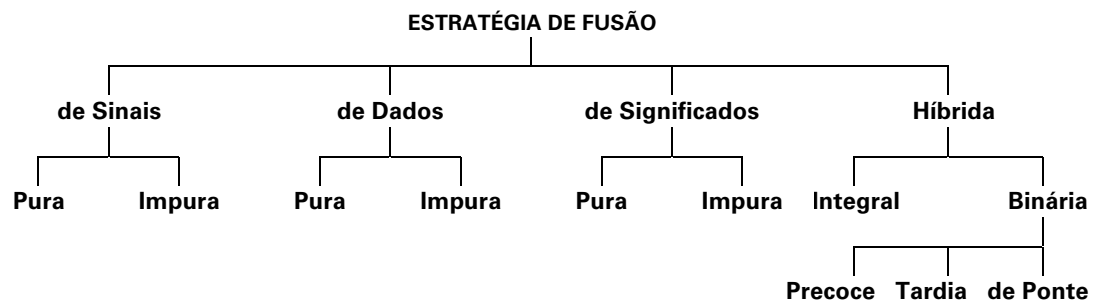 ESTRATÉGIA DE FUSÃO
de Sinais de Dados de Significados Híbrida
Pura Impura Pura Impura Pura Impura Integral Binária
Precoce Tardia de Ponte